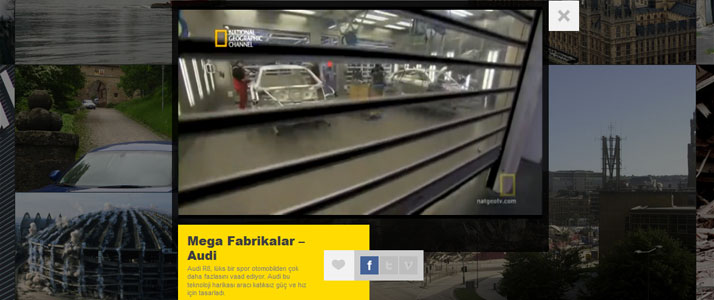 NATIONAL
GEOGRAPHIC
CHANNEL
natgeotv.com
Mega Fabrikalar –
Audi
Audi R8, lüks bir spor otomobilden çok
daha fazlasını vaad ediyor. Audi bu
teknoloji harikası aracı katıksız güç ve hız
için tasarladı.